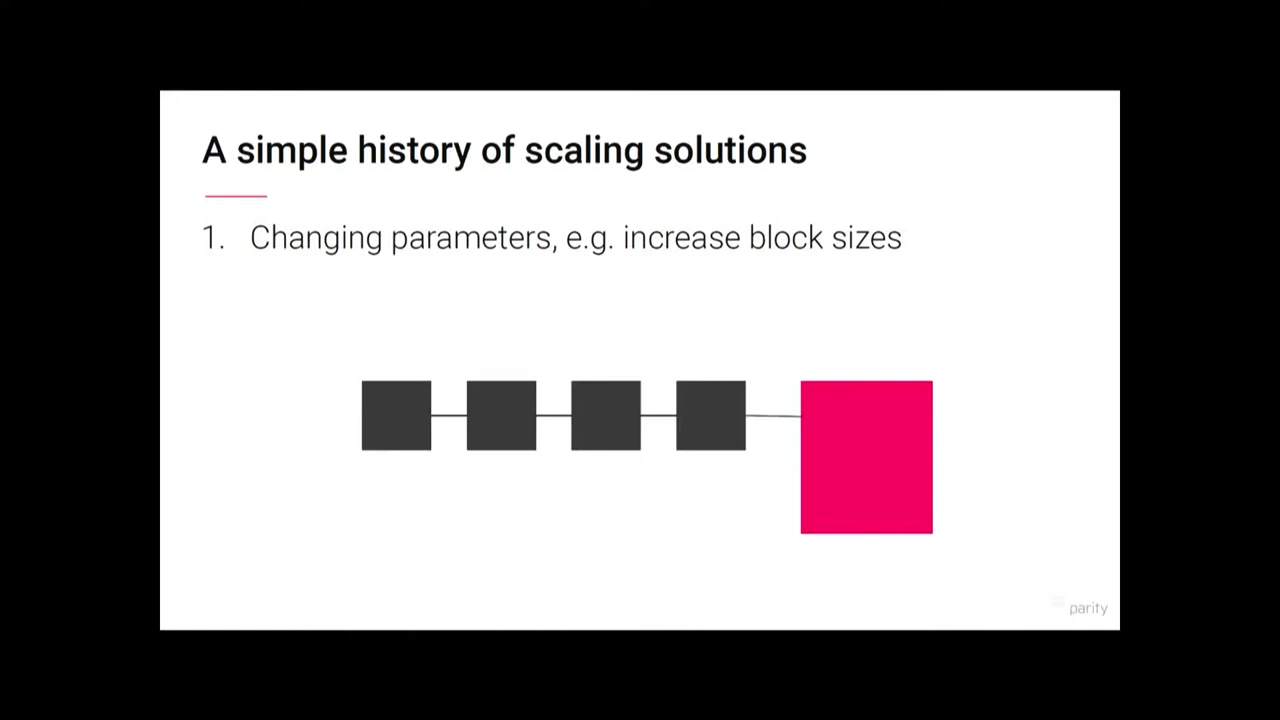 A simple history of scaling solutions
1. Changing parameters, e.g. increase block sizes
parity